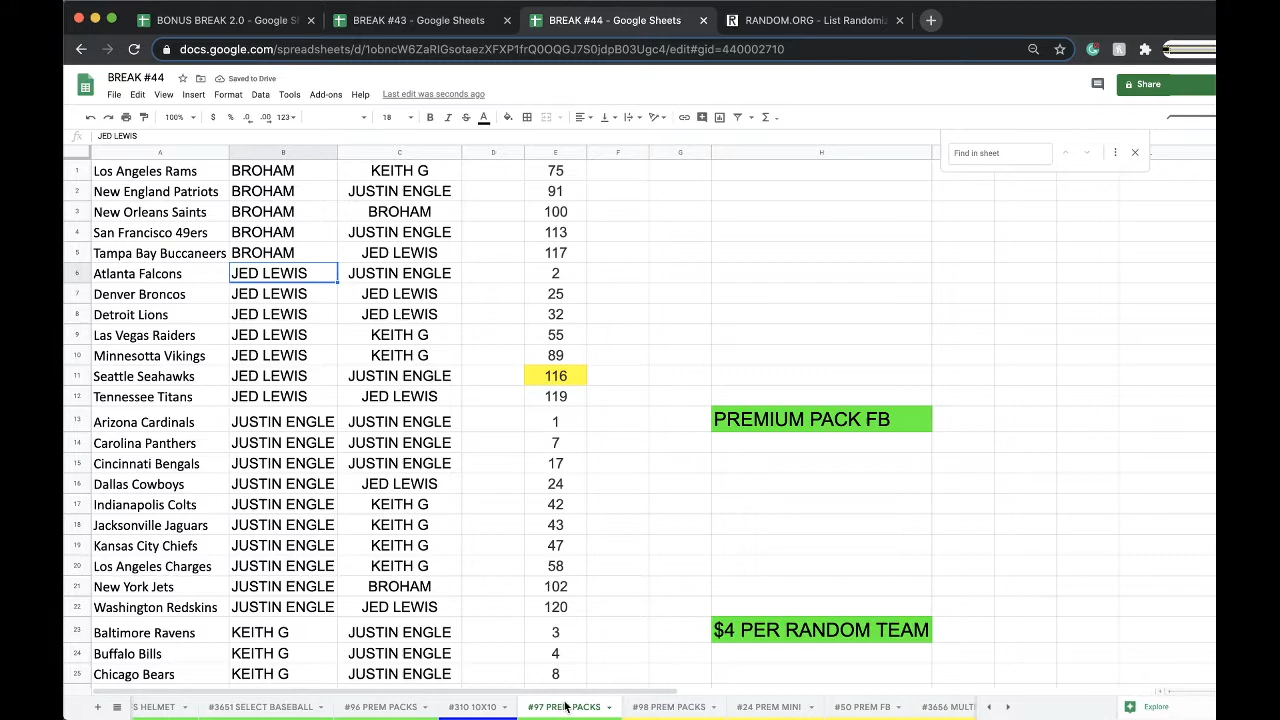 BONUS BREAK 2.0 - Google S
BREAK #43 - Google Sheets
BREAK #44 - Google Sheets
RANDOM.ORG - List Randomiz
docs.google.com/spreadsheets/d/1obncW6ZaRIGsotaezXFXP1frQ0OQGJ7S0jdpB03Ugc4/edit#gid=440002710
BREAK #44
Saved to Drive
File Edit View Insert Format Data Tools Add-ons Help Last edit was seconds ago
Share
100% $ % .0 .00 123 18 B I S A
fx JED LEWIS
Find in sheet
A B C D E F G H
1 Los Angeles Rams BROHAM KEITH G 75
2 New England Patriots BROHAM JUSTIN ENGLE 91
3 New Orleans Saints BROHAM BROHAM 100
4 San Francisco 49ers BROHAM JUSTIN ENGLE 113
5 Tampa Bay Buccaneers BROHAM JED LEWIS 117
6 Atlanta Falcons JED LEWIS JUSTIN ENGLE 2
7 Denver Broncos JED LEWIS JED LEWIS 25
8 Detroit Lions JED LEWIS JED LEWIS 32
9 Las Vegas Raiders JED LEWIS KEITH G 55
10 Minnesotta Vikings JED LEWIS KEITH G 89
11 Seattle Seahawks JED LEWIS JUSTIN ENGLE 116
12 Tennessee Titans JED LEWIS JED LEWIS 119
13 Arizona Cardinals JUSTIN ENGLE JUSTIN ENGLE 1 PREMIUM PACK FB
14 Carolina Panthers JUSTIN ENGLE JUSTIN ENGLE 7
15 Cincinnati Bengals JUSTIN ENGLE JUSTIN ENGLE 17
16 Dallas Cowboys JUSTIN ENGLE JED LEWIS 24
17 Indianapolis Colts JUSTIN ENGLE KEITH G 42
18 Jacksonville Jaguars JUSTIN ENGLE KEITH G 43
19 Kansas City Chiefs JUSTIN ENGLE KEITH G 47
20 Los Angeles Charges JUSTIN ENGLE KEITH G 58
21 New York Jets JUSTIN ENGLE BROHAM 102
22 Washington Redskins JUSTIN ENGLE JED LEWIS 120
23 Baltimore Ravens KEITH G JUSTIN ENGLE 3 $4 PER RANDOM TEAM
24 Buffalo Bills KEITH G JUSTIN ENGLE 4
25 Chicago Bears KEITH G JUSTIN ENGLE 8
S HELMET #3651 SELECT BASEBALL #96 PREM PACKS #310 10X10 #97 PREM PACKS #98 PREM PACKS #24 PREM MINI #50 PREM FB #3656 MULTI Explore